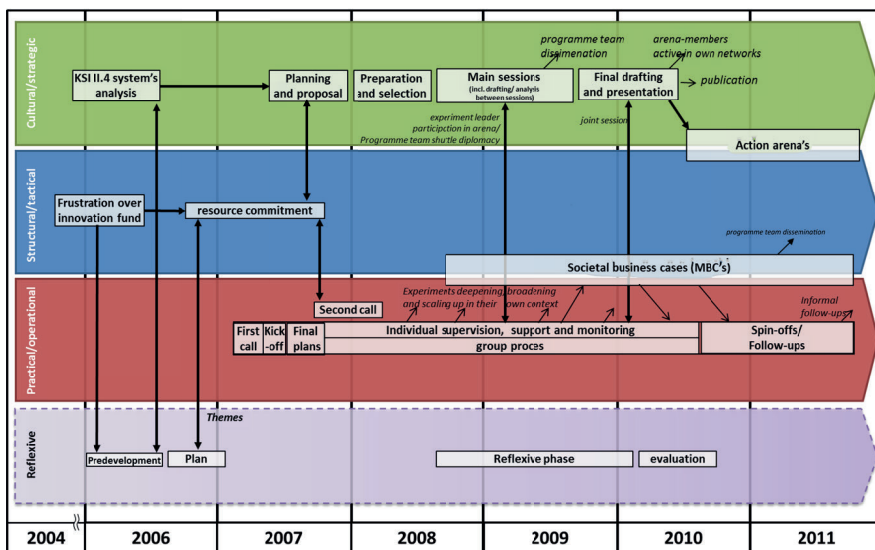 Cultural/strategic
KSI II.4 system's
analysis
Planning
and proposal
Preparation
and selection
Main sessiors
(incl. drafting/ analyis
between sessions)
Final drafting
and presentation
programme team
dissimenation
arena-members
active in own networks
publication
experiment leader
participtiion in arena/
Programme team shutle diplomacy
joint session
Action arena's
Structural/tactical
Frustration over
innovation fund
resource commitment
programme team dissemination
Societal business cases (MBC's)
Practical/operational
Experiments deepening, broadening
and scaling up in their own context
Informal
follow-ups
Second call
First
call
Kick
-off
Final
plans
Individual supervision, support and monitoring
group proces
Spin-offs/
Follow-ups
Reflexive
Themes
Predevelopment
Plan
Reflexive phase
evaluation
2004
2006
2007
2008
2009
2010
2011